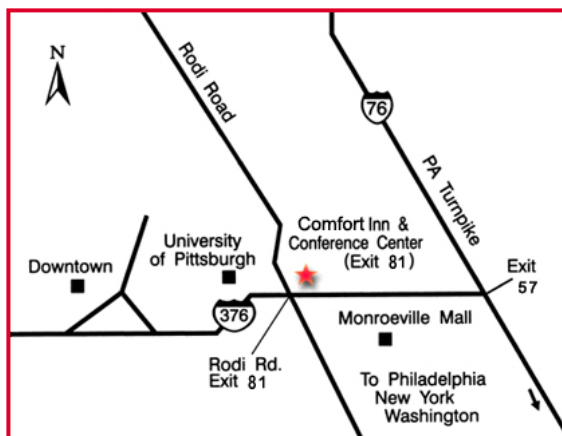 N
Rodi Road
76
PA Turnpike
Comfort Inn &
Conference Center
(Exit 81)
University
of Pittsburgh
Downtown
Exit
57
376
Monroeville Mall
Rodi Rd.
Exit 81
To Philadelphia
New York
Washington